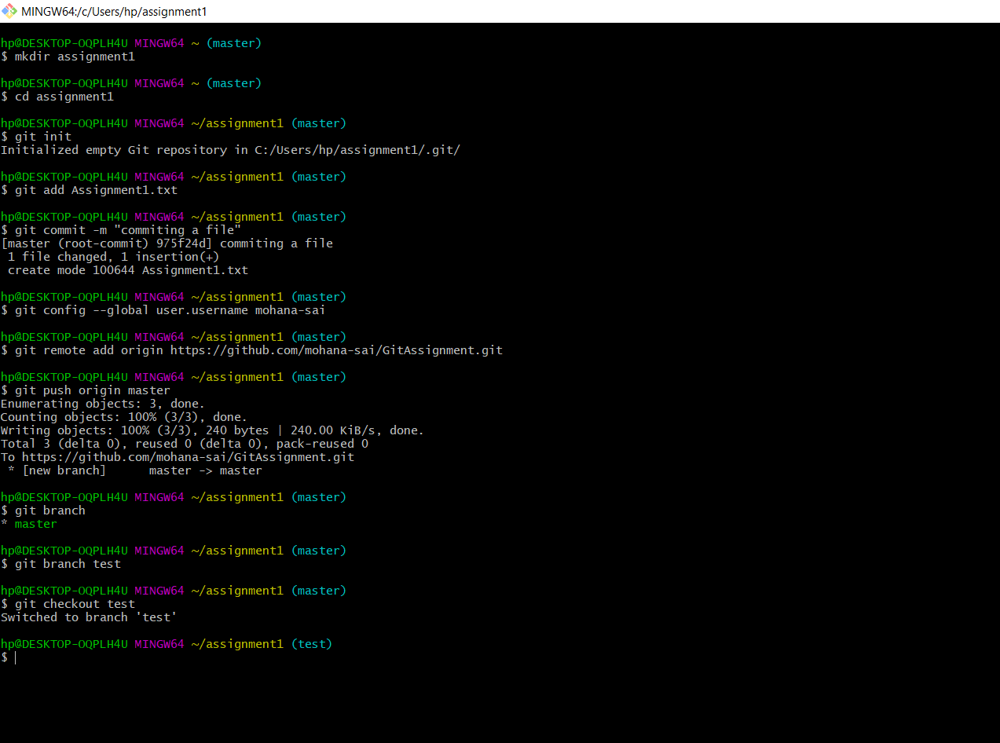 MINGW64:/c/Users/hp/assignment1
hp@DESKTOP-OQPLH4U MINGW64 ~ (master)
$ mkdir assignment1
hp@DESKTOP-OQPLH4U MINGW64 ~ (master)
$ cd assignment1
hp@DESKTOP-OQPLH4U MINGW64 ~/assignment1 (master)
$ git init
Initialized empty Git repository in C:/Users/hp/assignment1/.git/
hp@DESKTOP-OQPLH4U MINGW64 ~/assignment1 (master)
$ git add Assignment1.txt
hp@DESKTOP-OQPLH4U MINGW64 ~/assignment1 (master)
$ git commit -m "commiting a file"
[master (root-commit) 975f24d] commiting a file
 1 file changed, 1 insertion(+)
 create mode 100644 Assignment1.txt
hp@DESKTOP-OQPLH4U MINGW64 ~/assignment1 (master)
$ git config --global user.username mohana-sai
hp@DESKTOP-OQPLH4U MINGW64 ~/assignment1 (master)
$ git remote add origin https://github.com/mohana-sai/GitAssignment.git
hp@DESKTOP-OQPLH4U MINGW64 ~/assignment1 (master)
$ git push origin master
Enumerating objects: 3, done.
Counting objects: 100% (3/3), done.
Writing objects: 100% (3/3), 240 bytes | 240.00 KiB/s, done.
Total 3 (delta 0), reused 0 (delta 0), pack-reused 0
To https://github.com/mohana-sai/GitAssignment.git
 * [new branch]      master -> master
hp@DESKTOP-OQPLH4U MINGW64 ~/assignment1 (master)
$ git branch
* master
hp@DESKTOP-OQPLH4U MINGW64 ~/assignment1 (master)
$ git branch test
hp@DESKTOP-OQPLH4U MINGW64 ~/assignment1 (master)
$ git checkout test
Switched to branch 'test'
hp@DESKTOP-OQPLH4U MINGW64 ~/assignment1 (test)
$